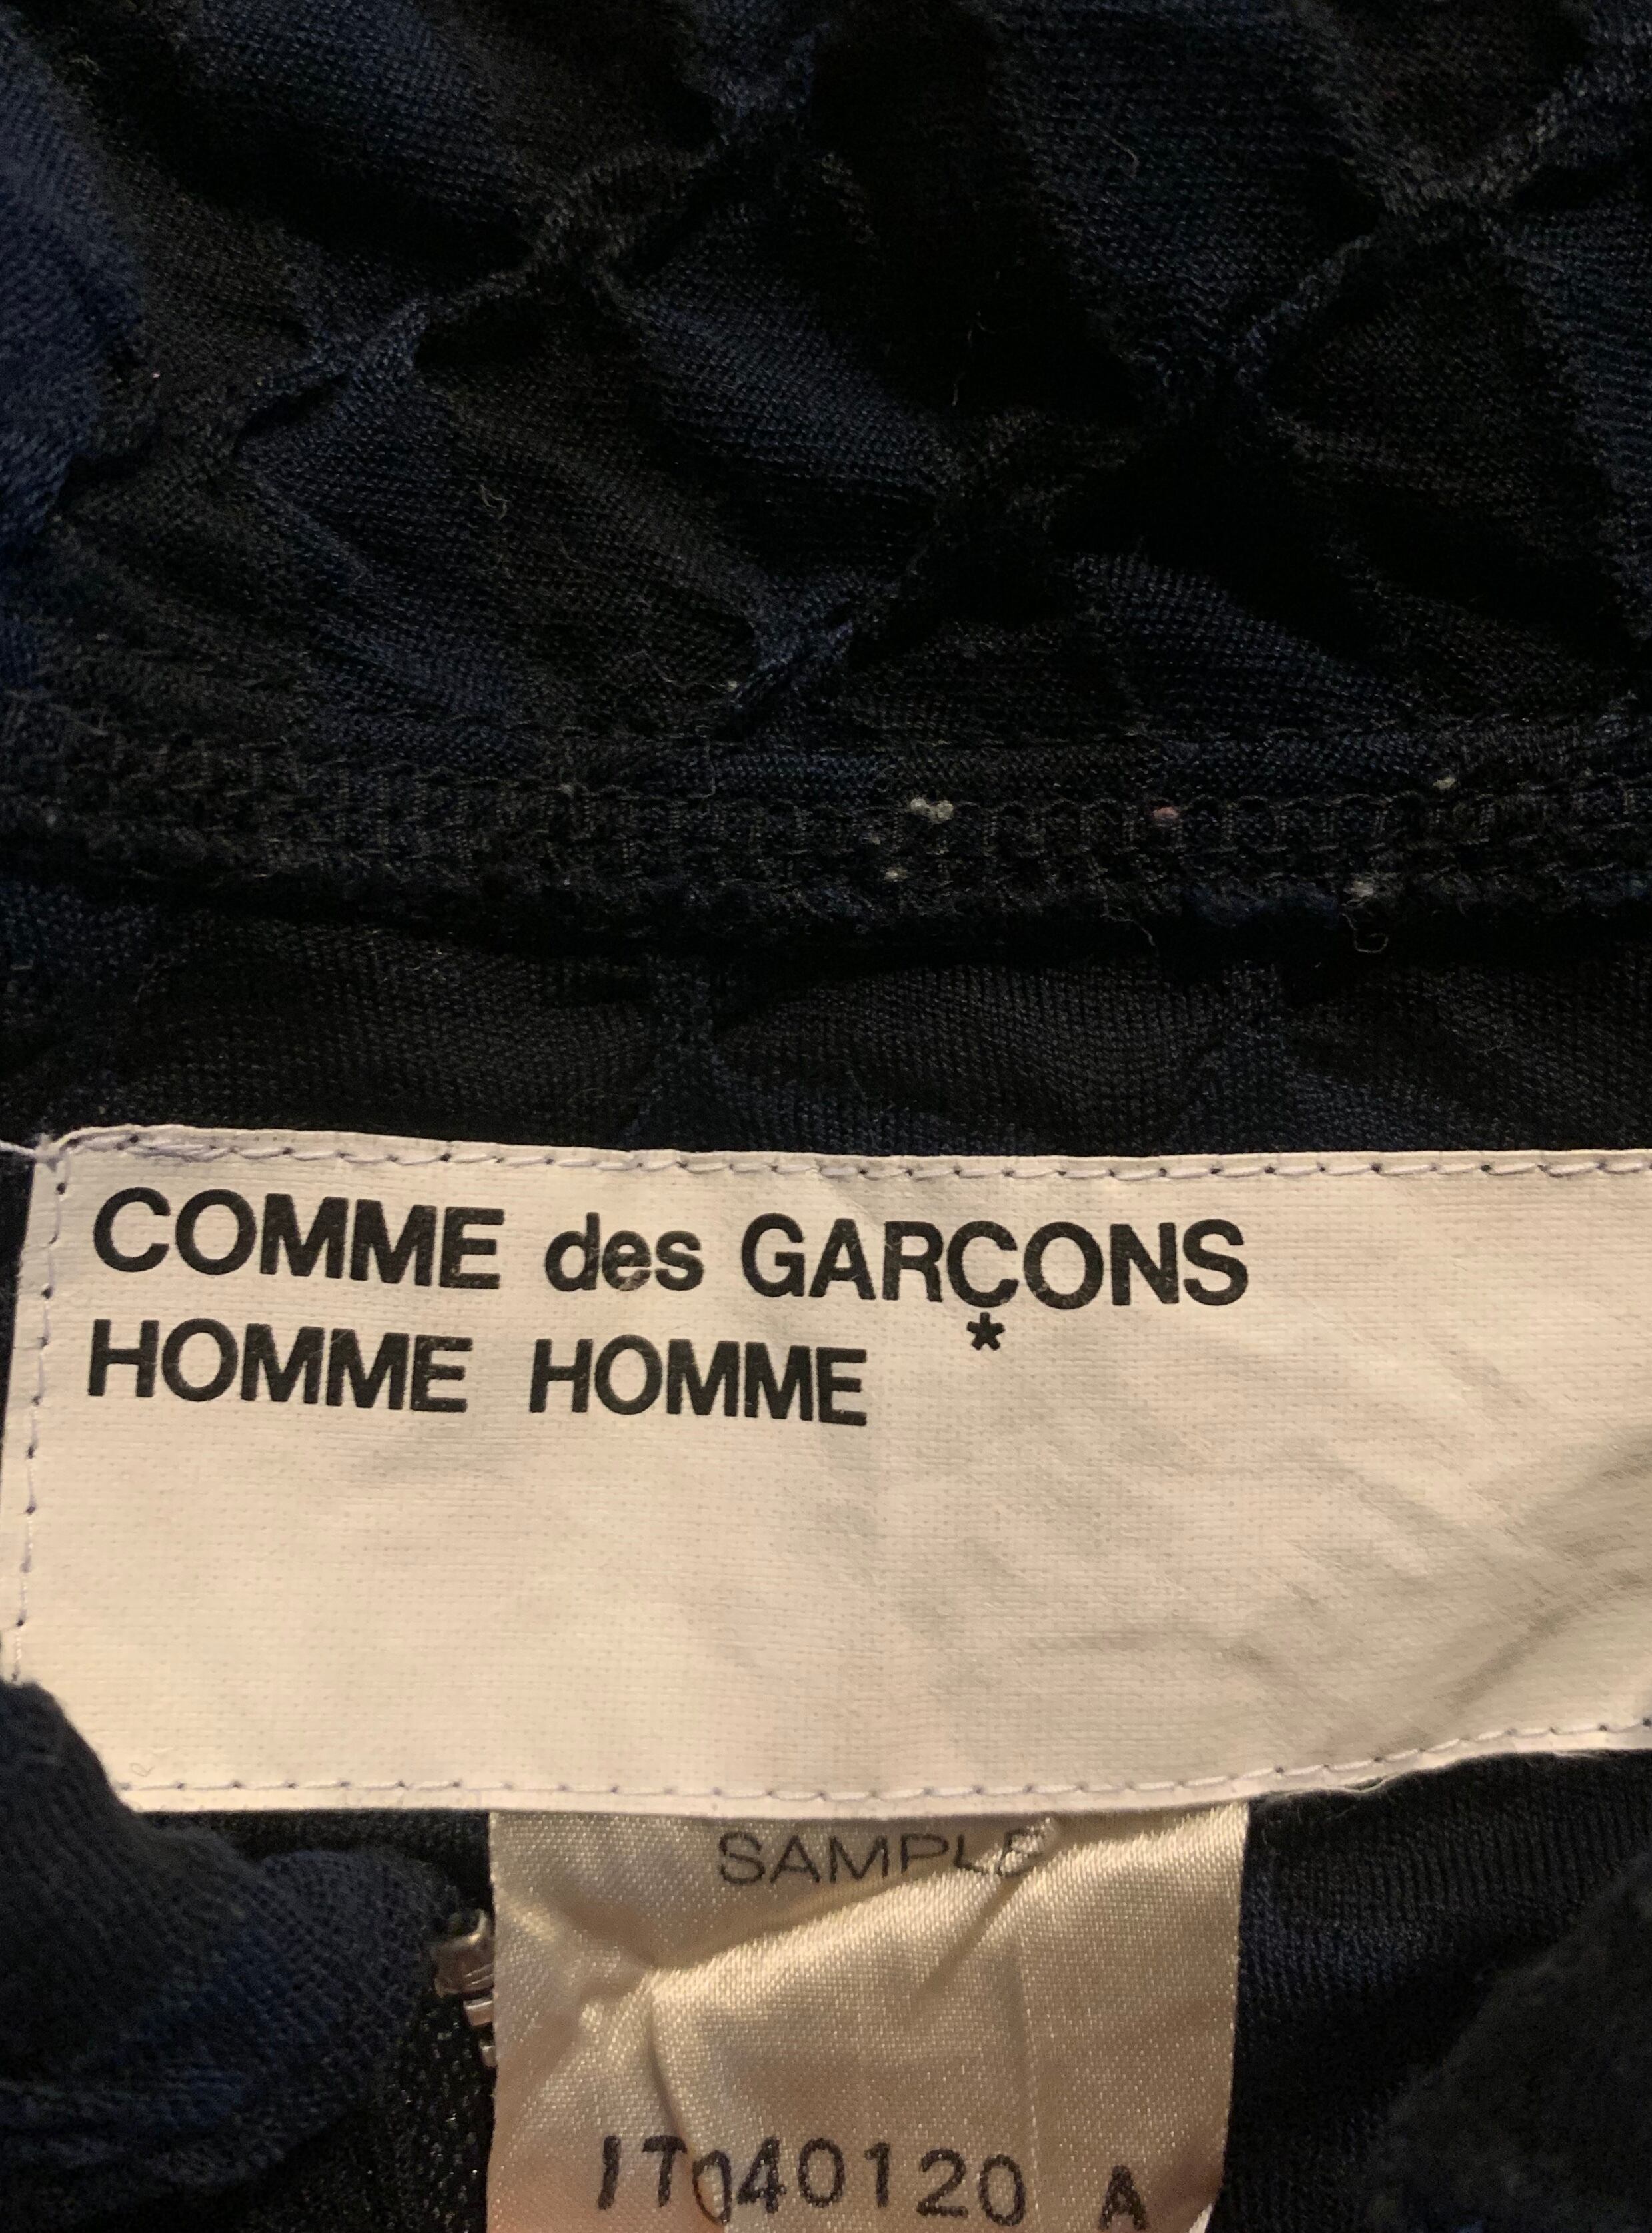 COMME des GARÇONS
*
HOMME HOMME
SAMPLE
IT040120 A